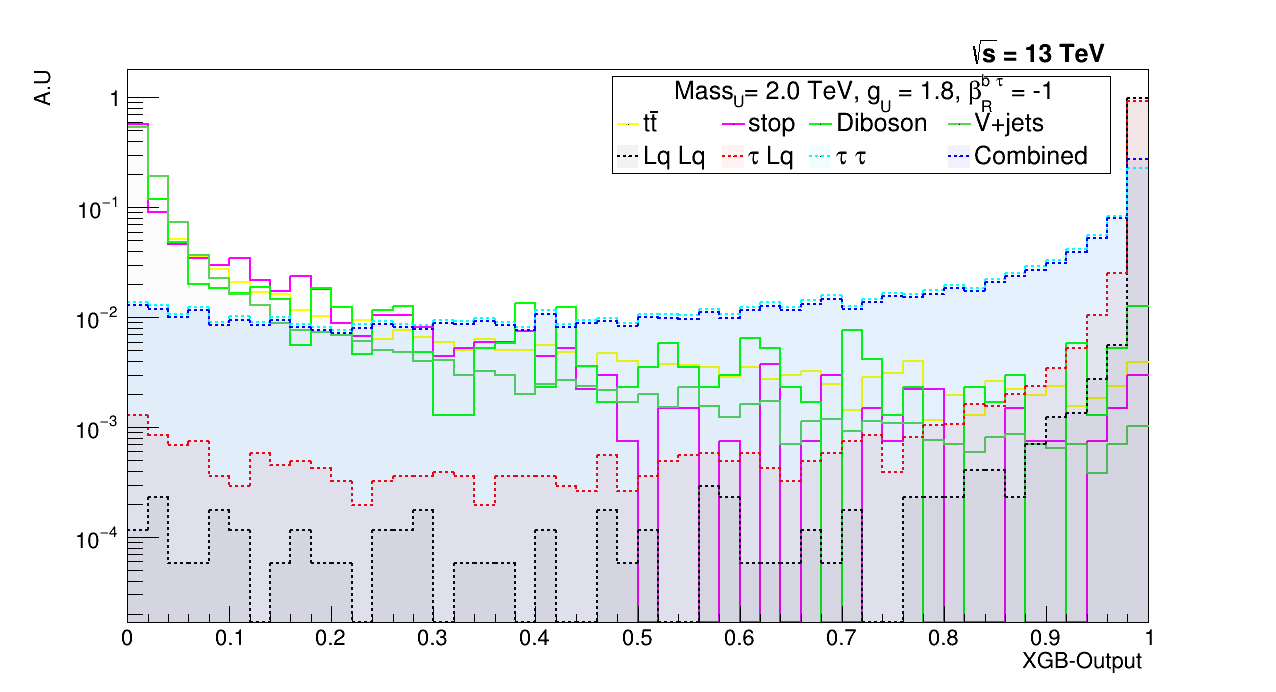 √s = 13 TeV
A.U
Mass_U= 2.0 TeV, g_U = 1.8, β_R^{b τ} = -1
tt̄ stop Diboson V+jets
Lq Lq τ Lq τ τ Combined
1
10⁻¹
10⁻²
10⁻³
10⁻⁴
0 0.1 0.2 0.3 0.4 0.5 0.6 0.7 0.8 0.9 1
XGB-Output